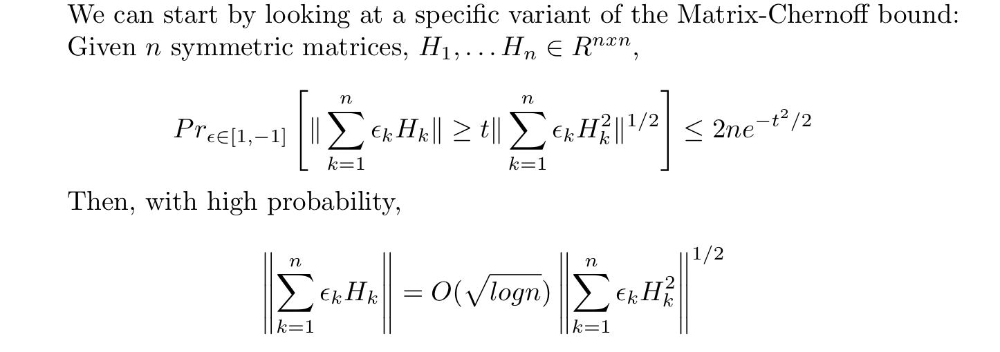 We can start by looking at a specific variant of the Matrix-Chernoff bound:
Given $n$ symmetric matrices, $H_1, \dots H_n \in R^{nxn}$,
$$Pr_{\epsilon \in [1,-1]} \left[ \| \sum_{k=1}^{n} \epsilon_k H_k \| \geq t \| \sum_{k=1}^{n} \epsilon_k H_k^2 \|^{1/2} \right] \leq 2ne^{-t^2/2}$$
Then, with high probability,
$$\left\| \sum_{k=1}^{n} \epsilon_k H_k \right\| = O(\sqrt{logn}) \left\| \sum_{k=1}^{n} \epsilon_k H_k^2 \right\|^{1/2}$$